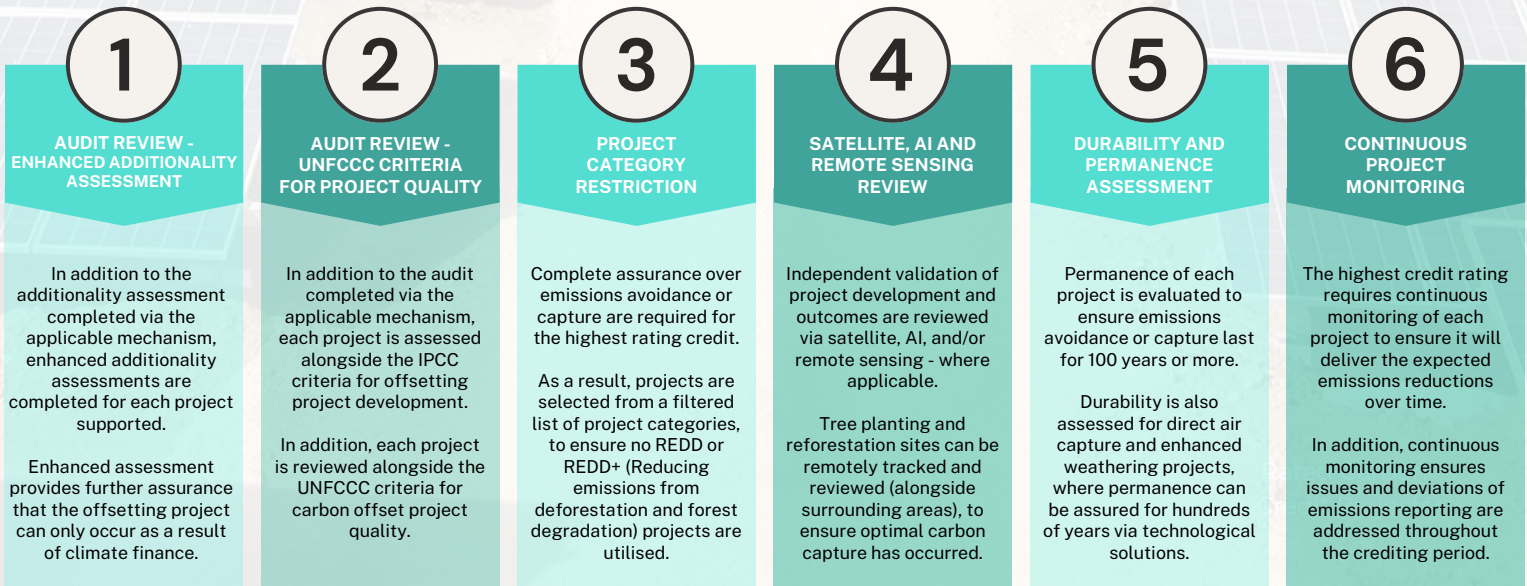 1
AUDIT REVIEW -
ENHANCED ADDITIONALITY
ASSESSMENT
In addition to the
additionality assessment
completed via the
applicable mechanism,
enhanced additionality
assessments are
completed for each project
supported.
Enhanced assessment
provides further assurance
that the offsetting project
can only occur as a result
of climate finance.
2
AUDIT REVIEW -
UNFCCC CRITERIA
FOR PROJECT QUALITY
In addition to the audit
completed via the
applicable mechanism,
each project is assessed
alongside the IPCC
criteria for offsetting
project development.
In addition, each project
is reviewed alongside the
UNFCCC criteria for
carbon offset project
quality.
3
PROJECT
CATEGORY
RESTRICTION
Complete assurance over
emissions avoidance or
capture are required for
the highest rating credit.
As a result, projects are
selected from a filtered
list of project categories,
to ensure no REDD or
REDD+ (Reducing
emissions from
deforestation and forest
degradation) projects are
utilised.
4
SATELLITE, AI AND
REMOTE SENSING
REVIEW
Independent validation of
project development and
outcomes are reviewed
via satellite, AI, and/or
remote sensing - where
applicable.
Tree planting and
reforestation sites can be
remotely tracked and
reviewed (alongside
surrounding areas), to
ensure optimal carbon
capture has occurred.
5
DURABILITY AND
PERMANENCE
ASSESSMENT
Permanence of each
project is evaluated to
ensure emissions
avoidance or capture last
for 100 years or more.
Durability is also
assessed for direct air
capture and enhanced
weathering projects,
where permanence can
be assured for hundreds
of years via technological
solutions.
6
CONTINUOUS
PROJECT
MONITORING
The highest credit rating
requires continuous
monitoring of each
project to ensure it will
deliver the expected
emissions reductions
over time.
In addition, continuous
monitoring ensures
issues and deviations of
emissions reporting are
addressed throughout
the crediting period.